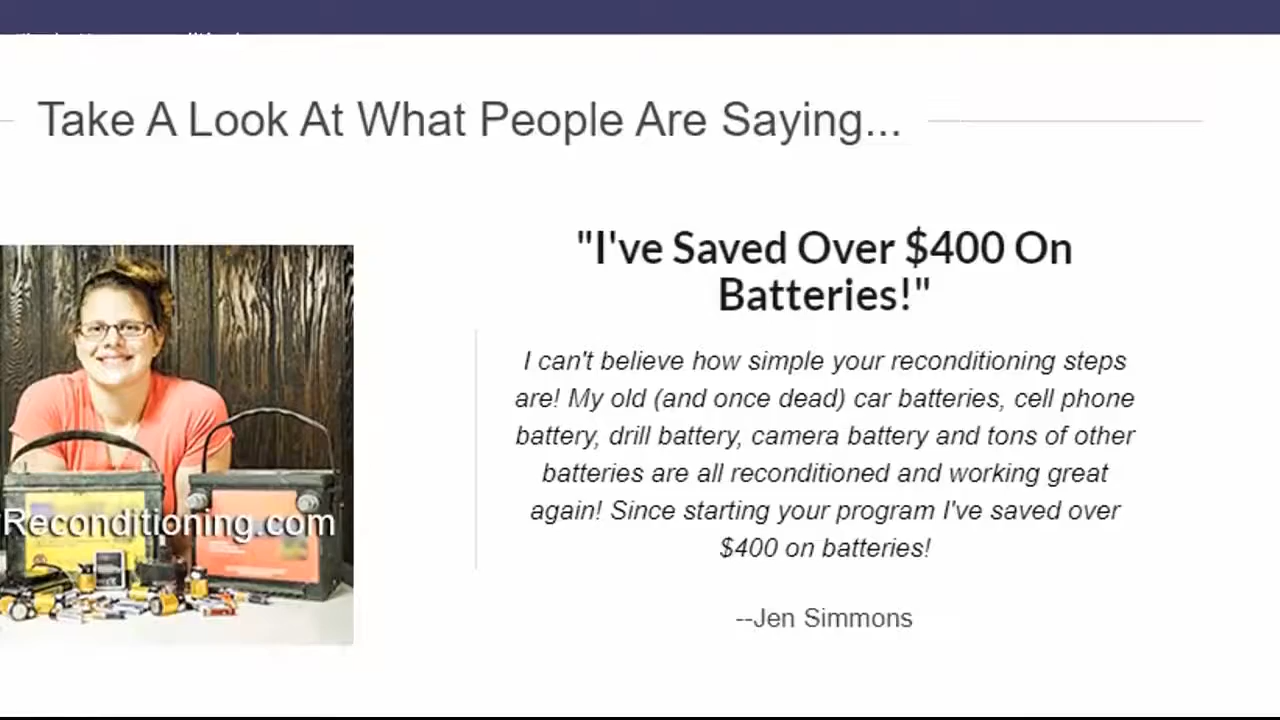 Take A Look At What People Are Saying...
"I've Saved Over $400 On
Batteries!"
I can't believe how simple your reconditioning steps
are! My old (and once dead) car batteries, cell phone
battery, drill battery, camera battery and tons of other
batteries are all reconditioned and working great
again! Since starting your program I've saved over
$400 on batteries!
--Jen Simmons
Reconditioning.com